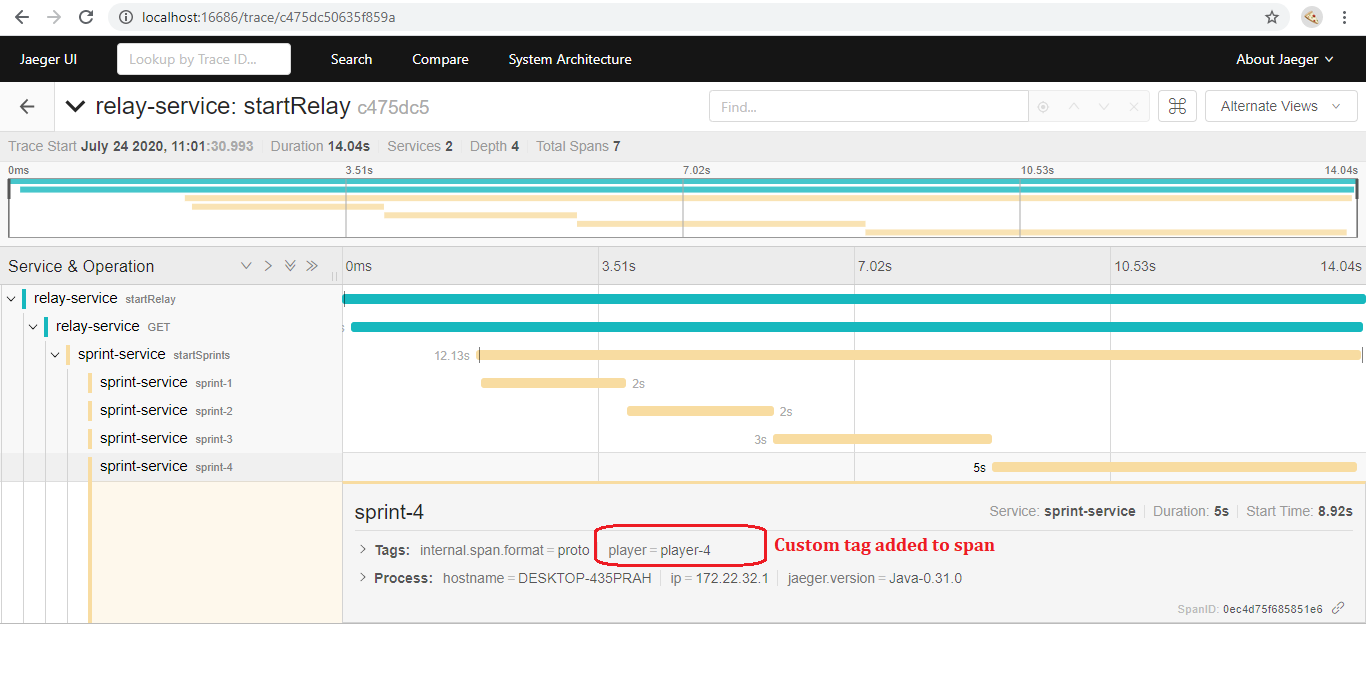 localhost:16686/trace/c475dc50635f859a
Jaeger UI Lookup by Trace ID... Search Compare System Architecture About Jaeger
relay-service: startRelay c475dc5 Find... Alternate Views
Trace Start July 24 2020, 11:01:30.993 Duration 14.04s Services 2 Depth 4 Total Spans 7
0ms 3.51s 7.02s 10.53s 14.04s
Service & Operation 0ms 3.51s 7.02s 10.53s 14.04s
relay-service startRelay
relay-service GET s
sprint-service startSprints 12.13s
sprint-service sprint-1 2s
sprint-service sprint-2 2s
sprint-service sprint-3 3s
sprint-service sprint-4 5s
sprint-4 Service: sprint-service Duration: 5s Start Time: 8.92s
Tags: internal.span.format = proto player = player-4 Custom tag added to span
Process: hostname = DESKTOP-435PRAH ip = 172.22.32.1 jaeger.version = Java-0.31.0
SpanID: 0ec4d75f685851e6